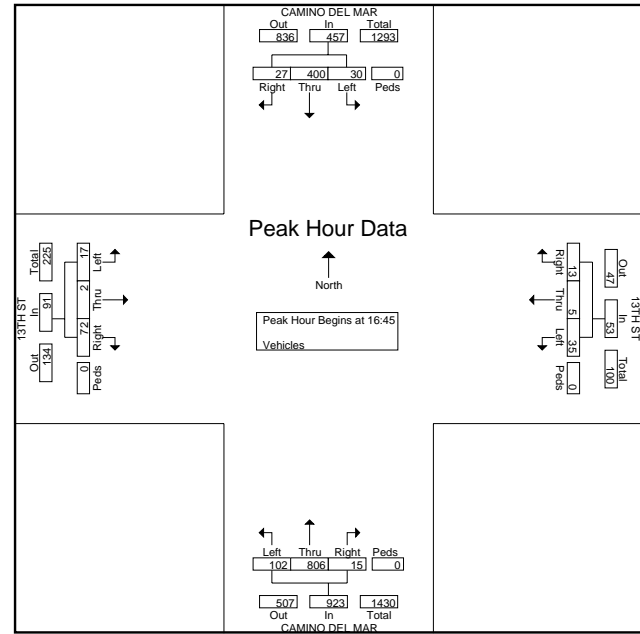 CAMINO DEL MAR
Out In Total
836 457 1293
27 400 30 0
Right Thru Left Peds
Peak Hour Data
North
Peak Hour Begins at 16:45
Vehicles
13TH ST
Total In Out
225 91 134
17 2 72 0
Left Thru Right Peds
13TH ST
Out In Total
47 53 100
13 5 35 0
Right Thru Left Peds
Left Thru Right Peds
102 806 15 0
507 923 1430
Out In Total
CAMINO DEL MAR